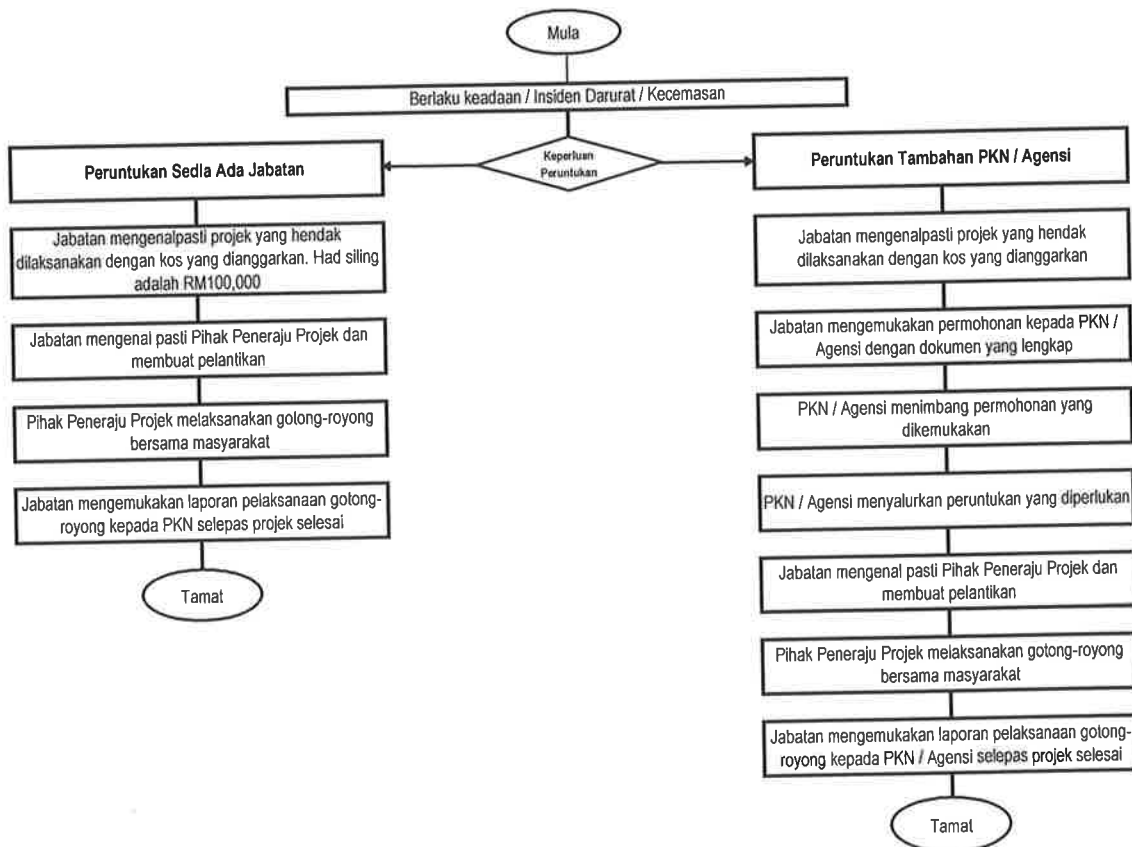 Mula
Berlaku keadaan / Insiden Darurat / Kecemasan
Keperluan
Peruntukan
Peruntukan Sedia Ada Jabatan
Jabatan mengenalpasti projek yang hendak
dilaksanakan dengan kos yang dianggarkan. Had siling
adalah RM100,000
Jabatan mengenal pasti Pihak Peneraju Projek dan
membuat pelantikan
Pihak Peneraju Projek melaksanakan golong-royong
bersama masyarakat
Jabatan mengemukakan laporan pelaksanaan gotong-
royong kepada PKN selepas projek selesai
Tamat
Peruntukan Tambahan PKN / Agensi
Jabatan mengenalpasti projek yang hendak
dilaksanakan dengan kos yang dianggarkan
Jabatan mengemukakan permohonan kepada PKN /
Agensi dengan dokumen yang lengkap
PKN / Agensi menimbang permohonan yang
dikemukakan
PKN / Agensi menyalurkan peruntukan yang diperlukan
Jabatan mengenal pasti Pihak Peneraju Projek dan
membuat pelantikan
Pihak Peneraju Projek melaksanakan gotong-royong
bersama masyarakat
Jabatan mengemukakan laporan pelaksanaan gotong-
royong kepada PKN / Agensi selepas projek selesai
Tamat